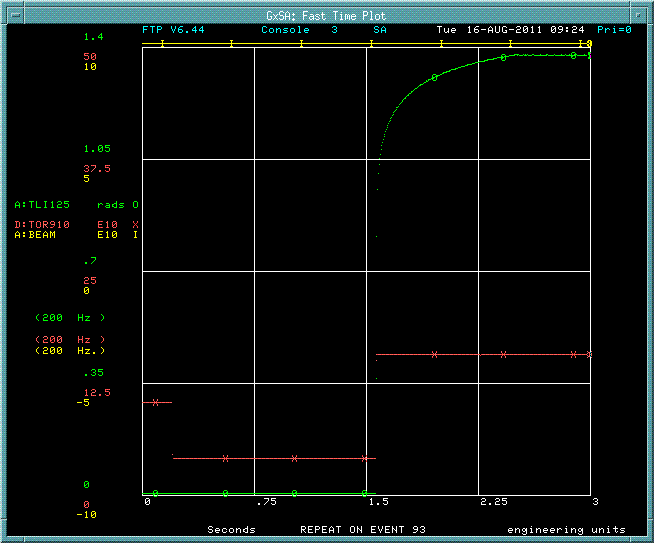 GxSA: Fast Time Plot
FTP V6.44 Console 3 SA Tue 16-AUG-2011 09:24 Pri=0
1.4
50
10
1.05
37.5
5
A:TLI125 rads O
D:TOR910 E10 X
A:BEAM E10 I
.7
25
0
(200 Hz )
(200 Hz )
(200 Hz.)
.35
12.5
-5
0
0
-10
0 .75 1.5 2.25 3
Seconds REPEAT ON EVENT 93 engineering units